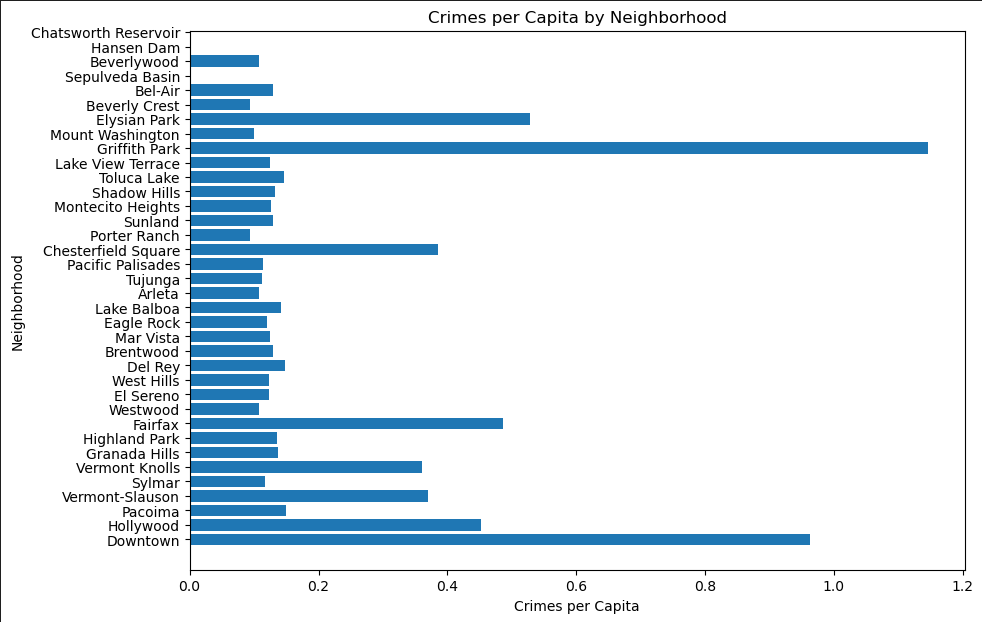 Crimes per Capita by Neighborhood
Chatsworth Reservoir
Hansen Dam
Beverlywood
Sepulveda Basin
Bel-Air
Beverly Crest
Elysian Park
Mount Washington
Griffith Park
Lake View Terrace
Toluca Lake
Shadow Hills
Montecito Heights
Sunland
Porter Ranch
Chesterfield Square
Pacific Palisades
Tujunga
Arleta
Lake Balboa
Eagle Rock
Mar Vista
Brentwood
Del Rey
West Hills
El Sereno
Westwood
Fairfax
Highland Park
Granada Hills
Vermont Knolls
Sylmar
Vermont-Slauson
Pacoima
Hollywood
Downtown
Neighborhood
0.0 0.2 0.4 0.6 0.8 1.0 1.2
Crimes per Capita